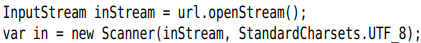 InputStream inStream = url.openStream();
var in = new Scanner(inStream, StandardCharsets.UTF_8);